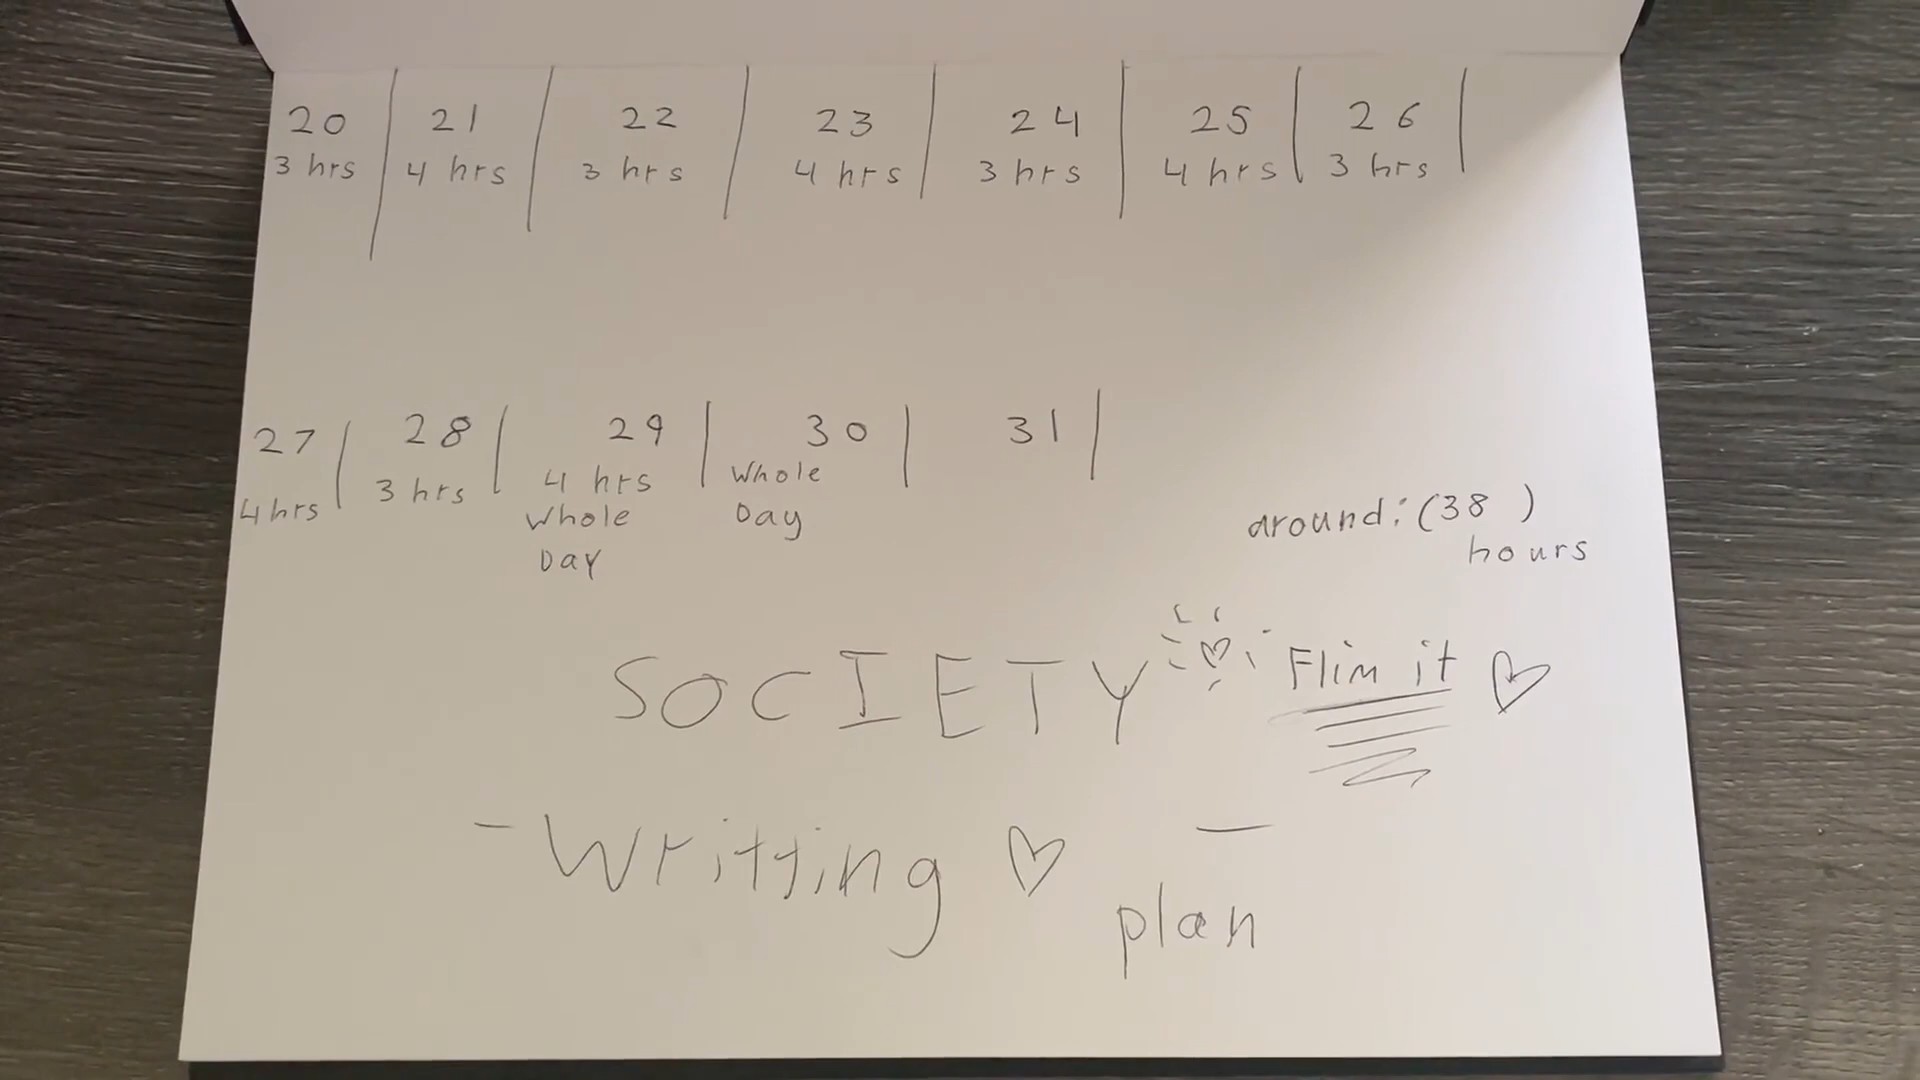 20 21 22 23 24 25 26
3 hrs 4 hrs 3 hrs 4 hrs 3 hrs 4 hrs 3 hrs
27 28 29 30 31
4 hrs 3 hrs 4 hrs Whole
Whole Day
Day
around: (38 )
hours
SOCIETY Flim it
- Writting -
plan